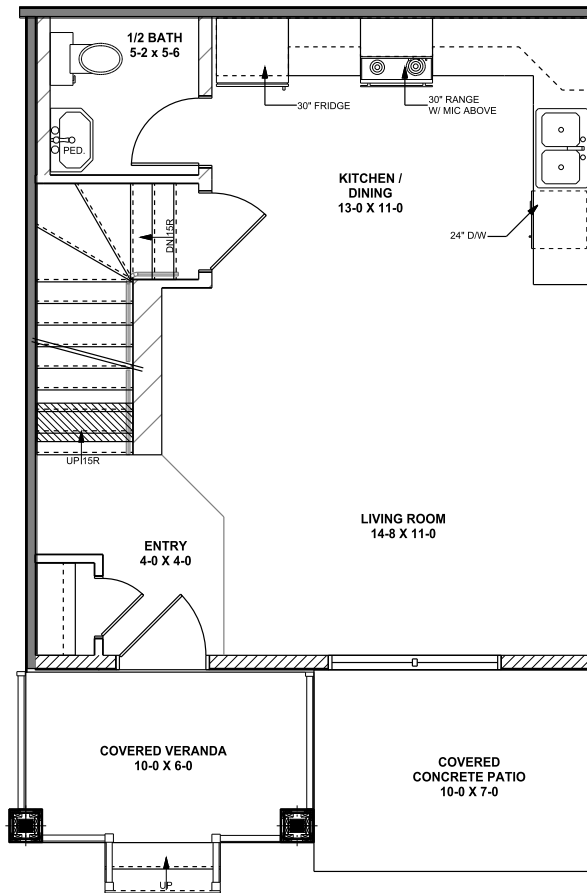 1/2 BATH
5-2 x 5-6
PED.
30" FRIDGE
30" RANGE
W/ MIC ABOVE
KITCHEN /
DINING
13-0 X 11-0
24" D/W
DN 15R
UP 15R
LIVING ROOM
14-8 X 11-0
ENTRY
4-0 X 4-0
COVERED VERANDA
10-0 X 6-0
COVERED
CONCRETE PATIO
10-0 X 7-0
UP